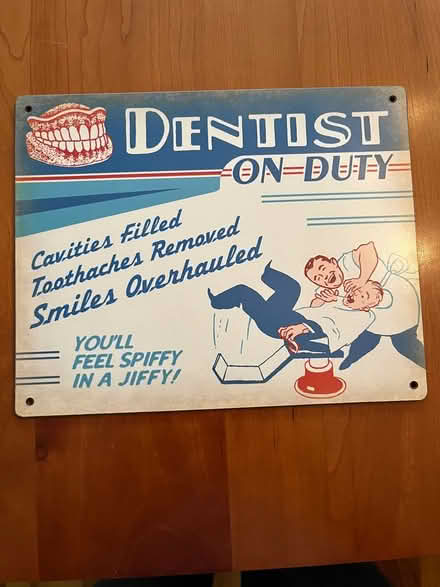 DENTIST
ON DUTY
Cavities Filled
Toothaches Removed
Smiles Overhauled
YOU'LL
FEEL SPIFFY
IN A JIFFY!